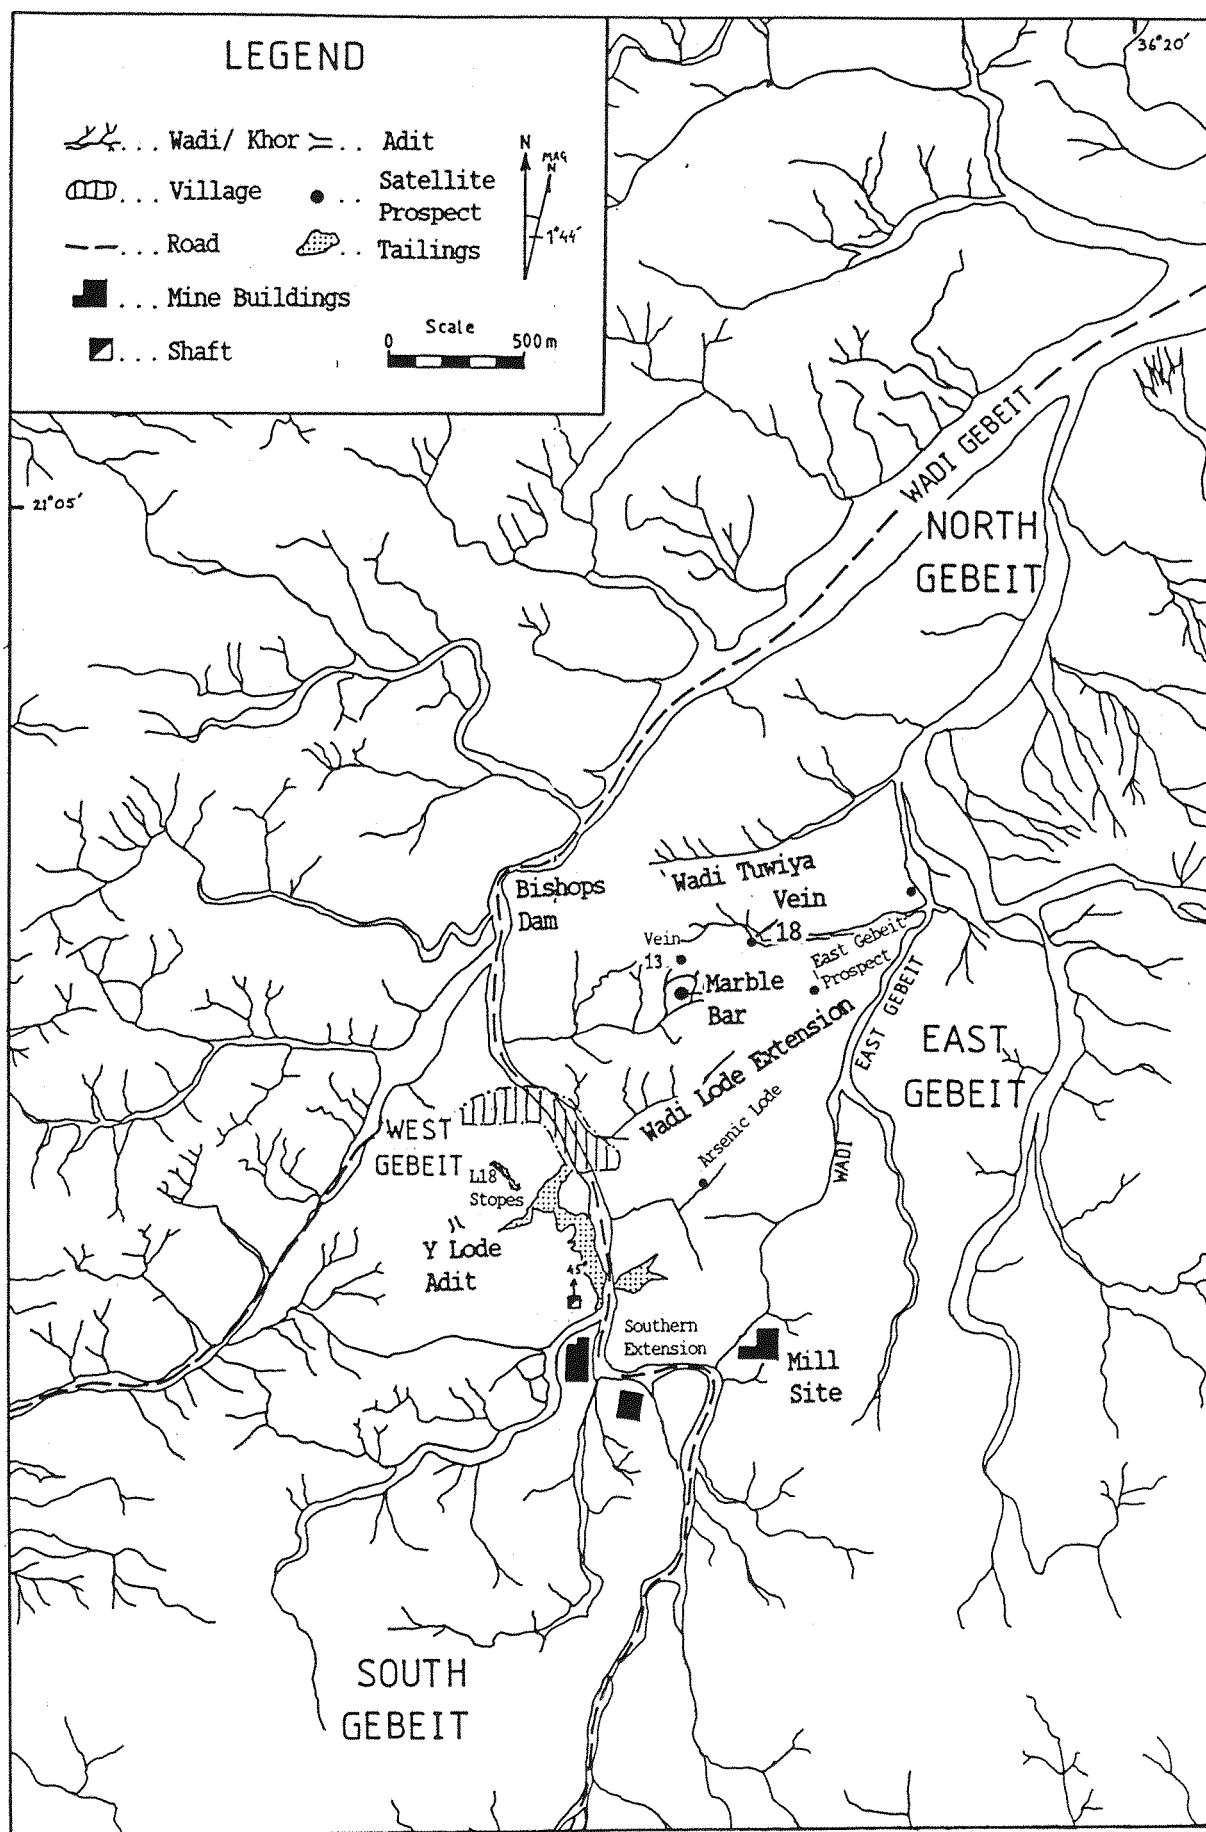 LEGEND
... Wadi/ Khor
.. Adit
... Village
.. Satellite
Prospect
... Road
.. Tailings
... Mine Buildings
... Shaft
N
MAG
N
1°44'
Scale
0 500m
36°20'
21°05'
WADI GEBEIT
NORTH
GEBEIT
Bishops
Dam
Wadi Tuwiya
Vein
18
Vein
13
East Gebeit
Prospect
Marble
Bar
EAST GEBEIT
WADI
EAST
GEBEIT
Wadi Lode Extension
Arsenic Lode
WEST
GEBEIT
L18
Stopes
Y Lode
Adit
45°
Southern
Extension
Mill
Site
SOUTH
GEBEIT